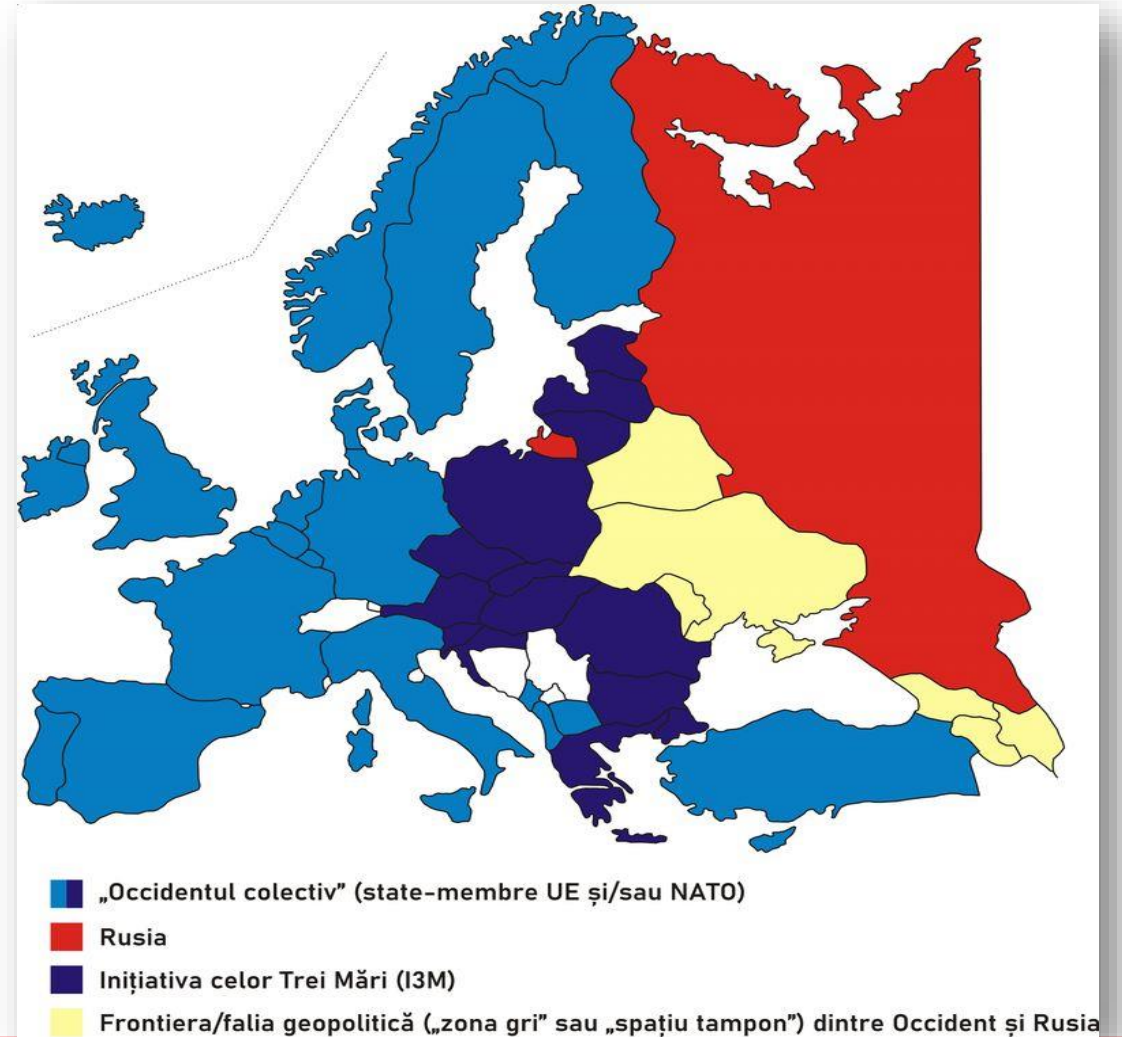 „Occidentul colectiv” (state-membre UE și/sau NATO)
Rusia
Inițiativa celor Trei Mări (I3M)
Frontiera/falia geopolitică („zona gri” sau „spațiu tampon”) dintre Occident și Rusia